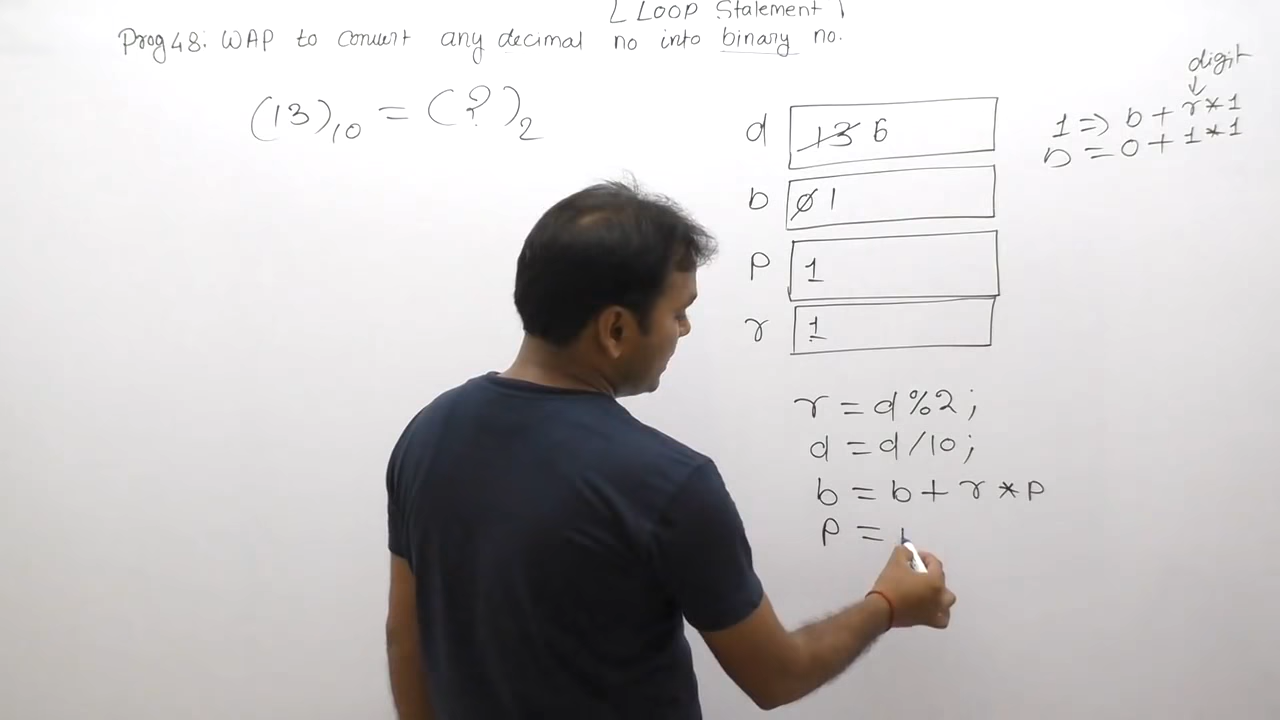 [ Loop Statement ]
Prog 48: WAP to convert any decimal no into binary no.
(13)10 = (?)2
digit
1 => b + r*1
b = 0 + 1*1
d 13 6
b 0 1
P 1
r 1
r = d%2;
d = d/10;
b = b + r * p
P =